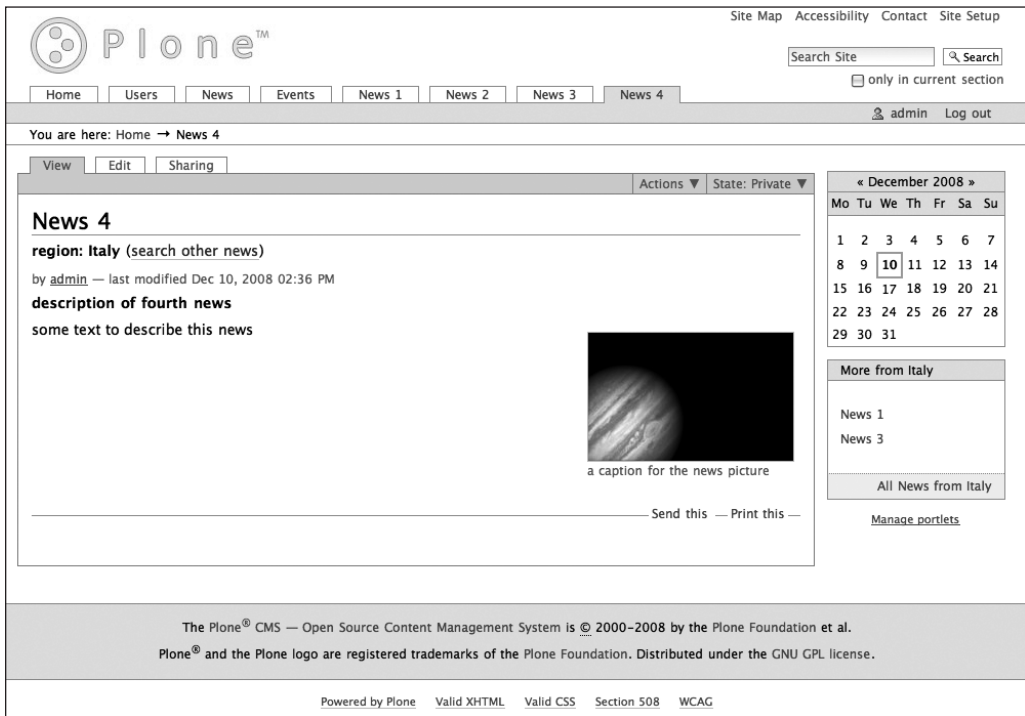 Site Map Accessibility Contact Site Setup
Plone™
Search Site Search
only in current section
Home Users News Events News 1 News 2 News 3 News 4
admin Log out
You are here: Home → News 4
View Edit Sharing
Actions ▼ State: Private ▼
News 4
region: Italy (search other news)
by admin — last modified Dec 10, 2008 02:36 PM
description of fourth news
some text to describe this news
a caption for the news picture
Send this — Print this —
« December 2008 »
Mo Tu We Th Fr Sa Su
1 2 3 4 5 6 7
8 9 10 11 12 13 14
15 16 17 18 19 20 21
22 23 24 25 26 27 28
29 30 31
More from Italy
News 1
News 3
All News from Italy
Manage portlets
The Plone® CMS — Open Source Content Management System is © 2000-2008 by the Plone Foundation et al.
Plone® and the Plone logo are registered trademarks of the Plone Foundation. Distributed under the GNU GPL license.
Powered by Plone Valid XHTML Valid CSS Section 508 WCAG